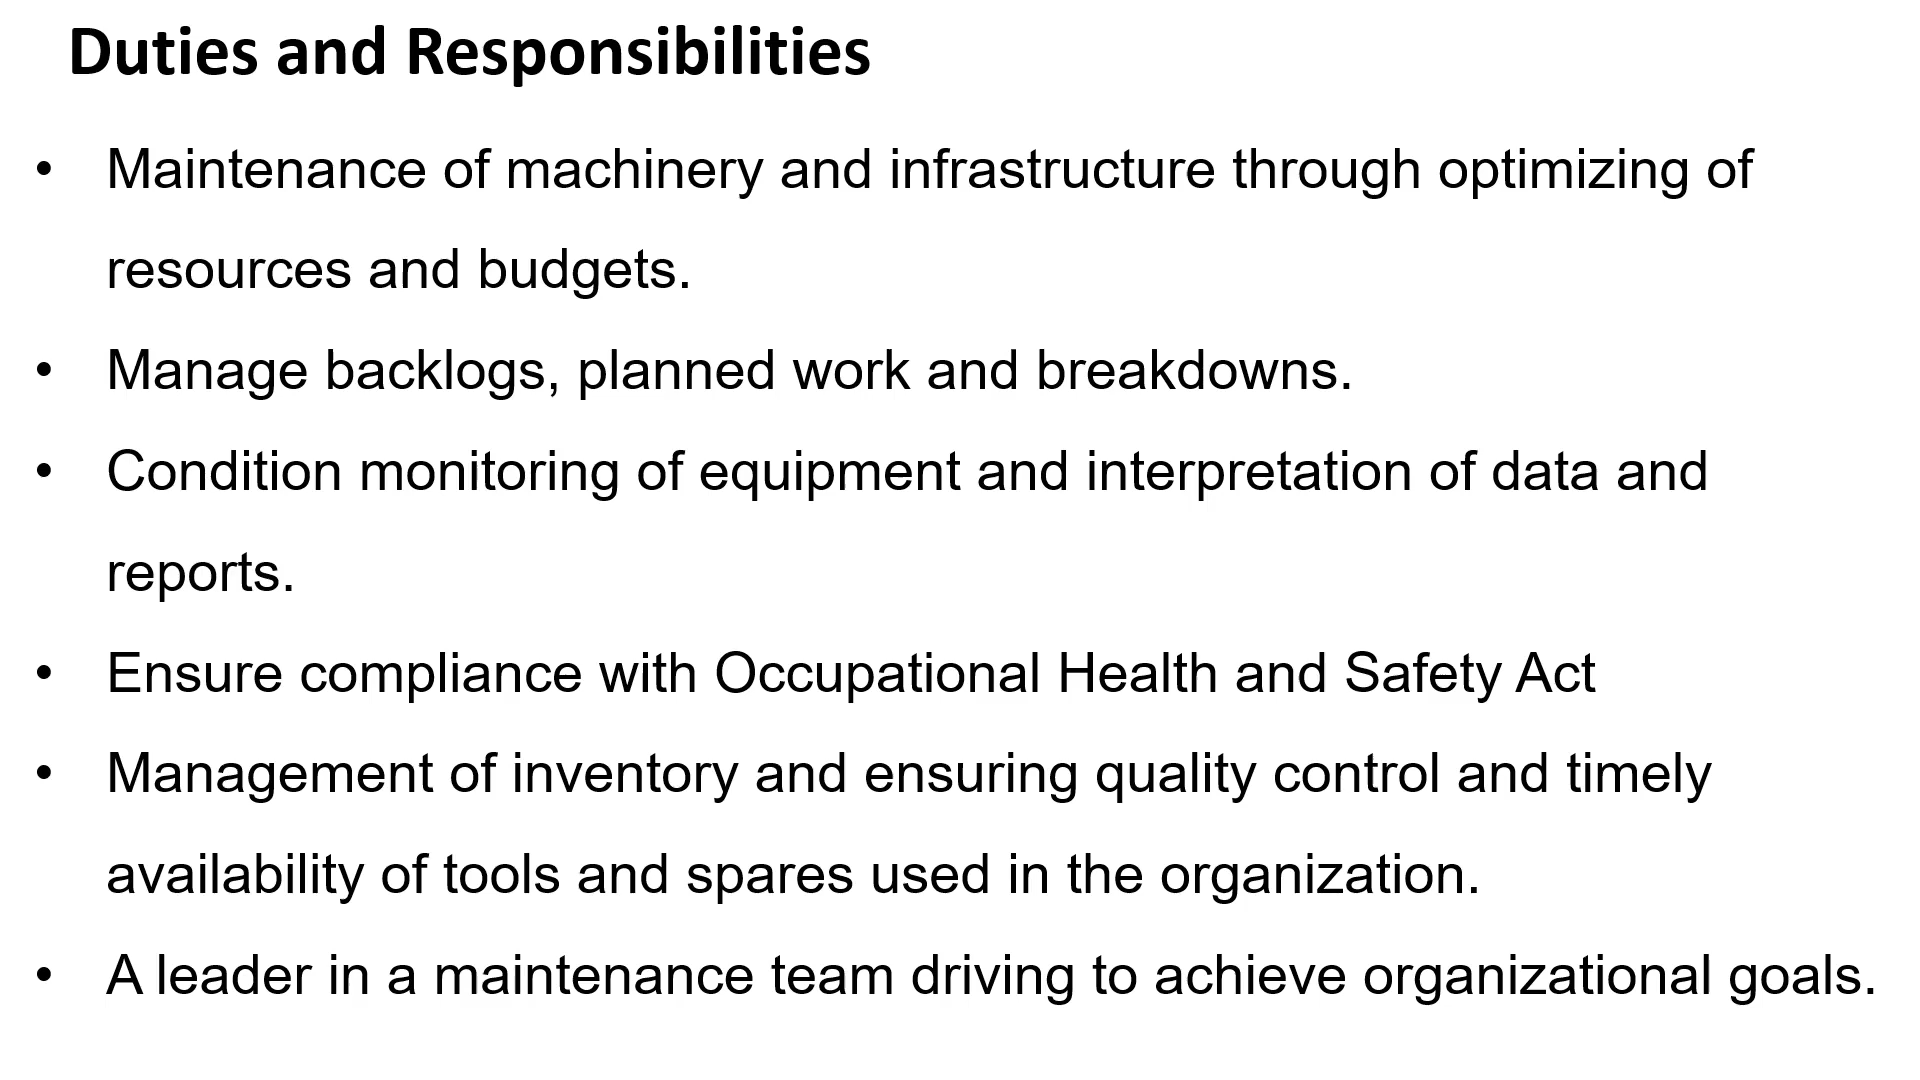 Duties and Responsibilities
• Maintenance of machinery and infrastructure through optimizing of
resources and budgets.
• Manage backlogs, planned work and breakdowns.
• Condition monitoring of equipment and interpretation of data and
reports.
• Ensure compliance with Occupational Health and Safety Act
• Management of inventory and ensuring quality control and timely
availability of tools and spares used in the organization.
• A leader in a maintenance team driving to achieve organizational goals.